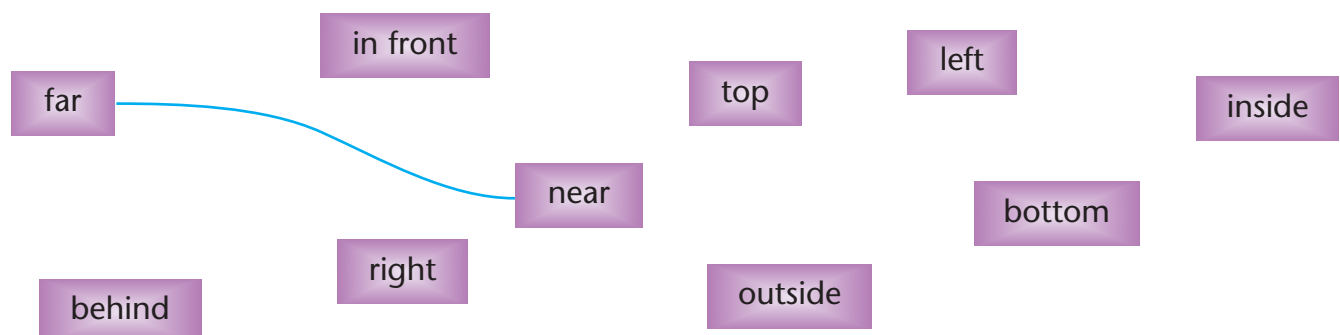 in front
left
far
top
inside
near
bottom
right
behind
outside